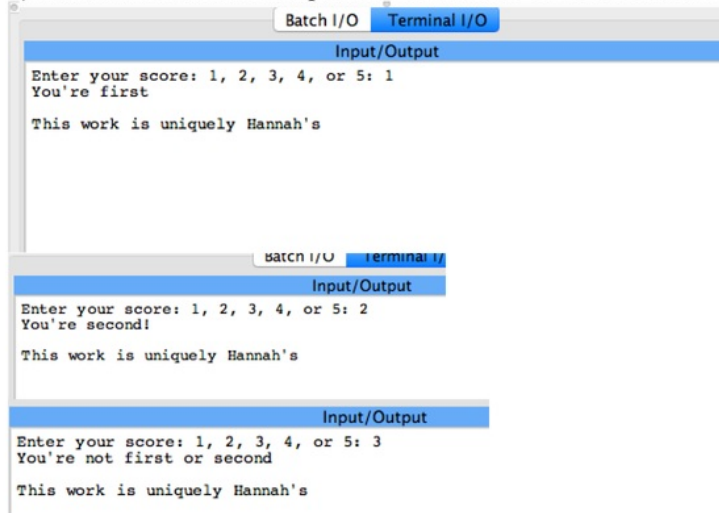 Batch I/O Terminal I/O
Input/Output
Enter your score: 1, 2, 3, 4, or 5: 1
You're first
This work is uniquely Hannah's
Batch I/O Terminal I/
Input/Output
Enter your score: 1, 2, 3, 4, or 5: 2
You're second!
This work is uniquely Hannah's
Input/Output
Enter your score: 1, 2, 3, 4, or 5: 3
You're not first or second
This work is uniquely Hannah's